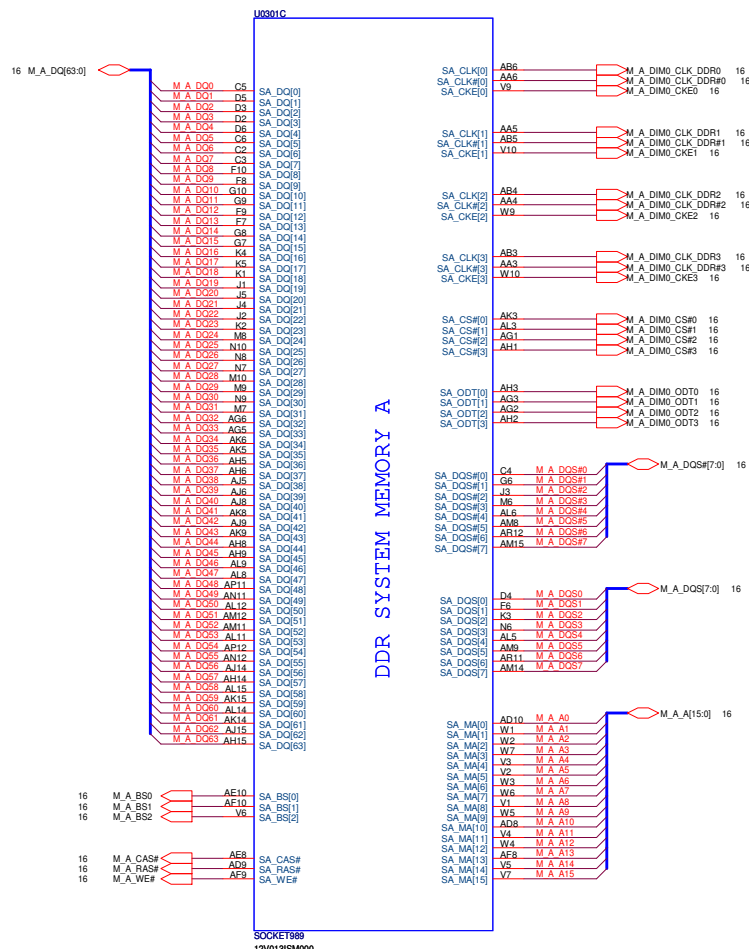 U0301C
16 M_A_DQ[63:0]
M_A_DQ0 C5 SA_DQ[0]
M_A_DQ1 D5 SA_DQ[1]
M_A_DQ2 D3 SA_DQ[2]
M_A_DQ3 D2 SA_DQ[3]
M_A_DQ4 D6 SA_DQ[4]
M_A_DQ5 C6 SA_DQ[5]
M_A_DQ6 C2 SA_DQ[6]
M_A_DQ7 C3 SA_DQ[7]
M_A_DQ8 F10 SA_DQ[8]
M_A_DQ9 F8 SA_DQ[9]
M_A_DQ10 G10 SA_DQ[10]
M_A_DQ11 G9 SA_DQ[11]
M_A_DQ12 F9 SA_DQ[12]
M_A_DQ13 F7 SA_DQ[13]
M_A_DQ14 G8 SA_DQ[14]
M_A_DQ15 G7 SA_DQ[15]
M_A_DQ16 K4 SA_DQ[16]
M_A_DQ17 K5 SA_DQ[17]
M_A_DQ18 K1 SA_DQ[18]
M_A_DQ19 J1 SA_DQ[19]
M_A_DQ20 J5 SA_DQ[20]
M_A_DQ21 J4 SA_DQ[21]
M_A_DQ22 J2 SA_DQ[22]
M_A_DQ23 K2 SA_DQ[23]
M_A_DQ24 M8 SA_DQ[24]
M_A_DQ25 N10 SA_DQ[25]
M_A_DQ26 N8 SA_DQ[26]
M_A_DQ27 N7 SA_DQ[27]
M_A_DQ28 M10 SA_DQ[28]
M_A_DQ29 M9 SA_DQ[29]
M_A_DQ30 N9 SA_DQ[30]
M_A_DQ31 M7 SA_DQ[31]
M_A_DQ32 AG6 SA_DQ[32]
M_A_DQ33 AG5 SA_DQ[33]
M_A_DQ34 AK6 SA_DQ[34]
M_A_DQ35 AK5 SA_DQ[35]
M_A_DQ36 AH5 SA_DQ[36]
M_A_DQ37 AH6 SA_DQ[37]
M_A_DQ38 AJ5 SA_DQ[38]
M_A_DQ39 AJ6 SA_DQ[39]
M_A_DQ40 AJ8 SA_DQ[40]
M_A_DQ41 AK8 SA_DQ[41]
M_A_DQ42 AJ9 SA_DQ[42]
M_A_DQ43 AK9 SA_DQ[43]
M_A_DQ44 AH8 SA_DQ[44]
M_A_DQ45 AH9 SA_DQ[45]
M_A_DQ46 AL9 SA_DQ[46]
M_A_DQ47 AL8 SA_DQ[47]
M_A_DQ48 AP11 SA_DQ[48]
M_A_DQ49 AN11 SA_DQ[49]
M_A_DQ50 AL12 SA_DQ[50]
M_A_DQ51 AM12 SA_DQ[51]
M_A_DQ52 AM11 SA_DQ[52]
M_A_DQ53 AL11 SA_DQ[53]
M_A_DQ54 AP12 SA_DQ[54]
M_A_DQ55 AN12 SA_DQ[55]
M_A_DQ56 AJ14 SA_DQ[56]
M_A_DQ57 AH14 SA_DQ[57]
M_A_DQ58 AL15 SA_DQ[58]
M_A_DQ59 AK15 SA_DQ[59]
M_A_DQ60 AL14 SA_DQ[60]
M_A_DQ61 AK14 SA_DQ[61]
M_A_DQ62 AJ15 SA_DQ[62]
M_A_DQ63 AH15 SA_DQ[63]
16 M_A_BS0 AE10 SA_BS[0]
16 M_A_BS1 AF10 SA_BS[1]
16 M_A_BS2 V6 SA_BS[2]
16 M_A_CAS# AE8 SA_CAS#
16 M_A_RAS# AD9 SA_RAS#
16 M_A_WE# AF9 SA_WE#
DDR SYSTEM MEMORY A
SA_CLK[0] AB6 M_A_DIM0_CLK_DDR0 16
SA_CLK#[0] AA6 M_A_DIM0_CLK_DDR#0 16
SA_CKE[0] V9 M_A_DIM0_CKE0 16
SA_CLK[1] AA5 M_A_DIM0_CLK_DDR1 16
SA_CLK#[1] AB5 M_A_DIM0_CLK_DDR#1 16
SA_CKE[1] V10 M_A_DIM0_CKE1 16
SA_CLK[2] AB4 M_A_DIM0_CLK_DDR2 16
SA_CLK#[2] AA4 M_A_DIM0_CLK_DDR#2 16
SA_CKE[2] W9 M_A_DIM0_CKE2 16
SA_CLK[3] AB3 M_A_DIM0_CLK_DDR3 16
SA_CLK#[3] AA3 M_A_DIM0_CLK_DDR#3 16
SA_CKE[3] W10 M_A_DIM0_CKE3 16
SA_CS#[0] AK3 M_A_DIM0_CS#0 16
SA_CS#[1] AL3 M_A_DIM0_CS#1 16
SA_CS#[2] AG1 M_A_DIM0_CS#2 16
SA_CS#[3] AH1 M_A_DIM0_CS#3 16
SA_ODT[0] AH3 M_A_DIM0_ODT0 16
SA_ODT[1] AG3 M_A_DIM0_ODT1 16
SA_ODT[2] AG2 M_A_DIM0_ODT2 16
SA_ODT[3] AH2 M_A_DIM0_ODT3 16
M_A_DQS#[7:0] 16
SA_DQS#[0] C4 M_A_DQS#0
SA_DQS#[1] G6 M_A_DQS#1
SA_DQS#[2] J3 M_A_DQS#2
SA_DQS#[3] M6 M_A_DQS#3
SA_DQS#[4] AL6 M_A_DQS#4
SA_DQS#[5] AM8 M_A_DQS#5
SA_DQS#[6] AR12 M_A_DQS#6
SA_DQS#[7] AM15 M_A_DQS#7
M_A_DQS[7:0] 16
SA_DQS[0] D4 M_A_DQS0
SA_DQS[1] F6 M_A_DQS1
SA_DQS[2] K3 M_A_DQS2
SA_DQS[3] N6 M_A_DQS3
SA_DQS[4] AL5 M_A_DQS4
SA_DQS[5] AM9 M_A_DQS5
SA_DQS[6] AR11 M_A_DQS6
SA_DQS[7] AM14 M_A_DQS7
M_A_A[15:0] 16
SA_MA[0] AD10 M_A_A0
SA_MA[1] W1 M_A_A1
SA_MA[2] W2 M_A_A2
SA_MA[3] W7 M_A_A3
SA_MA[4] V3 M_A_A4
SA_MA[5] V2 M_A_A5
SA_MA[6] W3 M_A_A6
SA_MA[7] W6 M_A_A7
SA_MA[8] V1 M_A_A8
SA_MA[9] W5 M_A_A9
SA_MA[10] AD8 M_A_A10
SA_MA[11] V4 M_A_A11
SA_MA[12] W4 M_A_A12
SA_MA[13] AF8 M_A_A13
SA_MA[14] V5 M_A_A14
SA_MA[15] V7 M_A_A15
SOCKET989